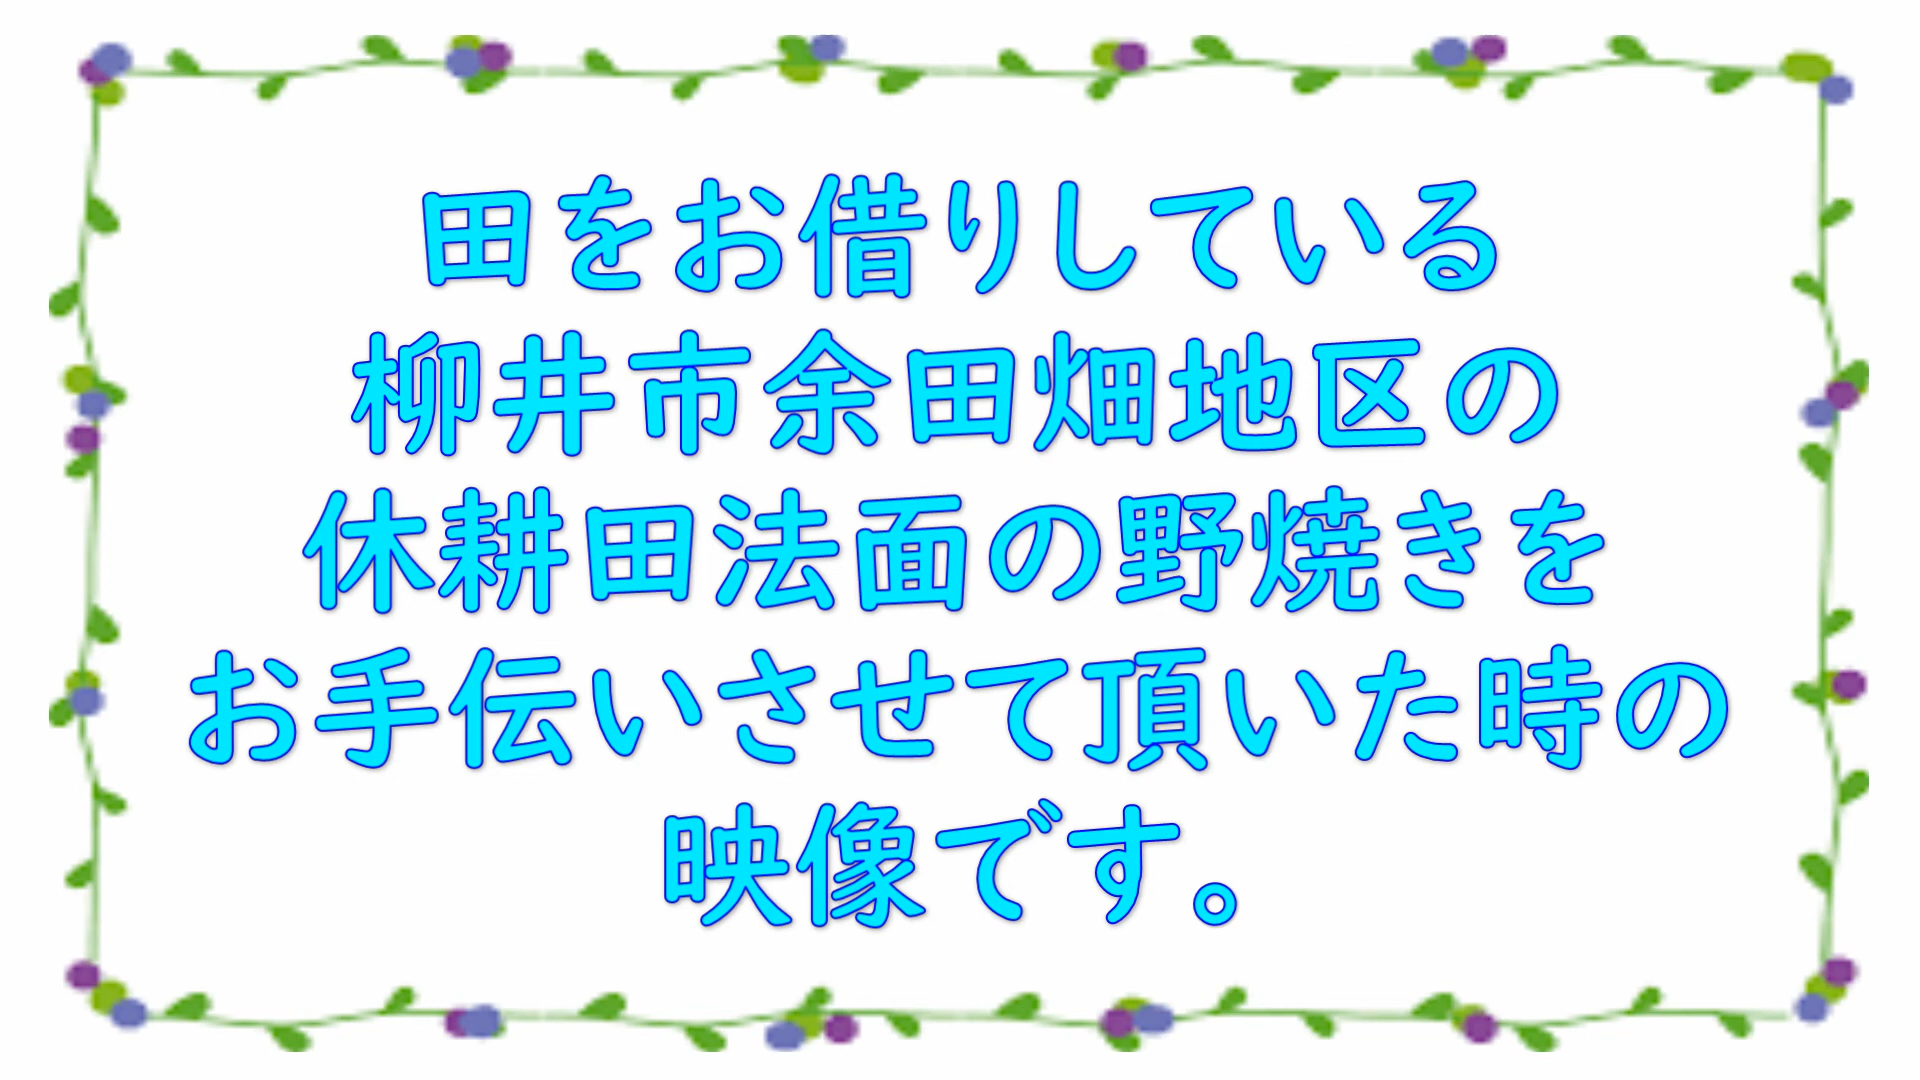 田をお借りしている
柳井市余田畑地区の
休耕田法面の野焼きを
お手伝いさせて頂いた時の
映像です。